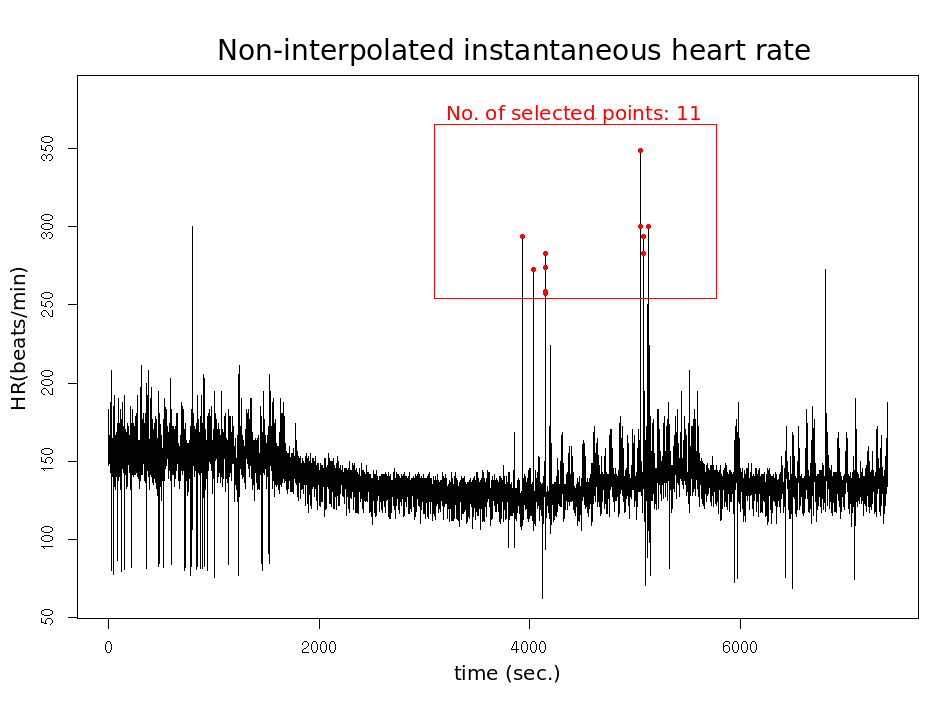 Non-interpolated instantaneous heart rate
No. of selected points: 11
HR(beats/min)
350
300
250
200
150
100
50
0 2000 4000 6000
time (sec.)